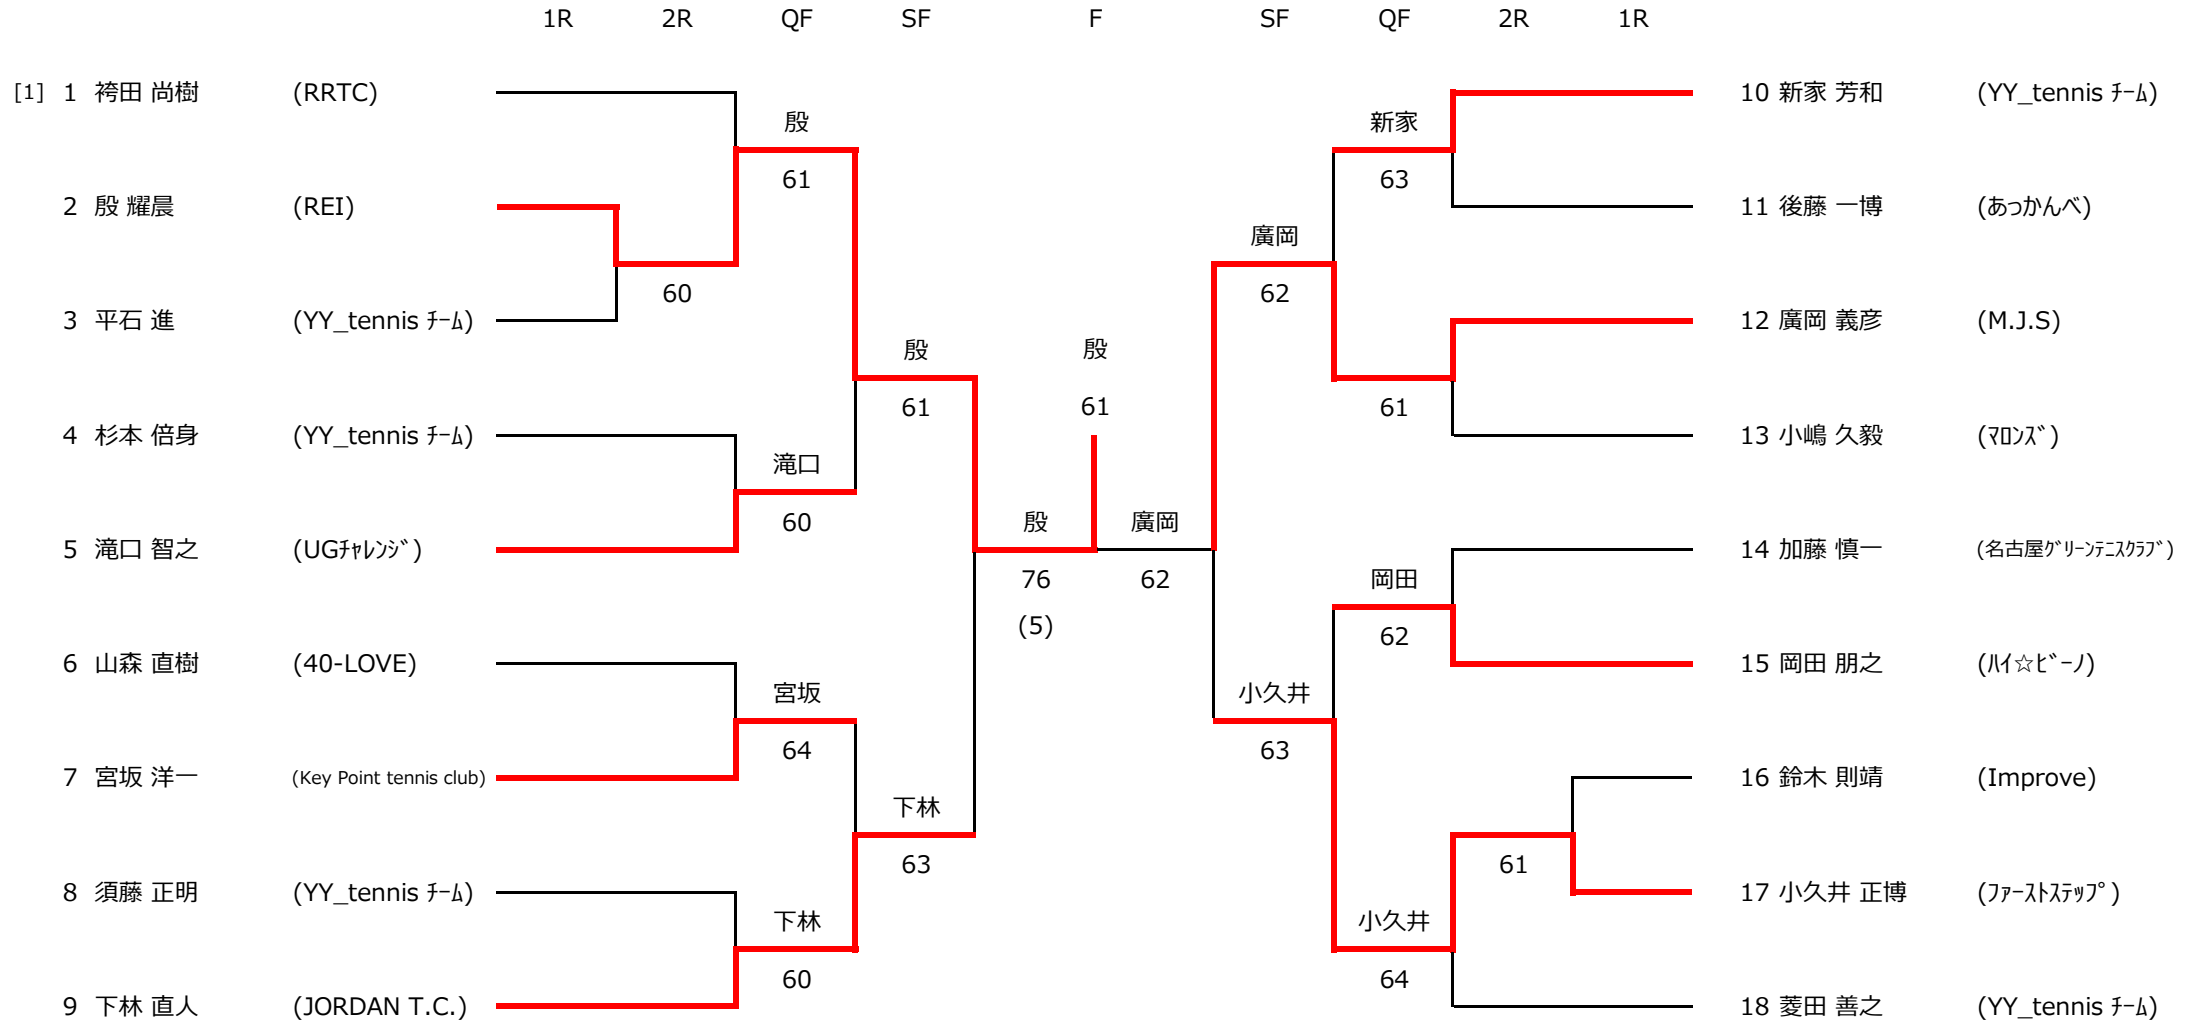 1R 2R QF SF F SF QF 2R 1R
[1] 1 袴田 尚樹 (RRTC) 10 新家 芳和 (YY_tennis ﾁｰﾑ)
殷 新家
61 63
2 殷 耀晨 (REI) 11 後藤 一博 (あっかんべ)
廣岡
60 62
3 平石 進 (YY_tennis ﾁｰﾑ) 12 廣岡 義彦 (M.J.S)
殷 殷
61 61 61
4 杉本 倍身 (YY_tennis ﾁｰﾑ) 13 小嶋 久毅 (ﾏﾛﾝｽﾞ)
滝口
60 殷 廣岡
5 滝口 智之 (UGﾁｬﾚﾝｼﾞ) 14 加藤 慎一 (名古屋ｸﾞﾘｰﾝﾃﾆｽｸﾗﾌﾞ)
76 62 岡田
(5) 62
6 山森 直樹 (40-LOVE) 15 岡田 朋之 (ﾊｲ☆ﾋﾞｰﾉ)
宮坂 小久井
64 63
7 宮坂 洋一 (Key Point tennis club) 16 鈴木 則靖 (Improve)
下林
63 61
8 須藤 正明 (YY_tennis ﾁｰﾑ) 17 小久井 正博 (ﾌｧｰｽﾄｽﾃｯﾌﾟ)
下林 小久井
60 64
9 下林 直人 (JORDAN T.C.) 18 菱田 善之 (YY_tennis ﾁｰﾑ)